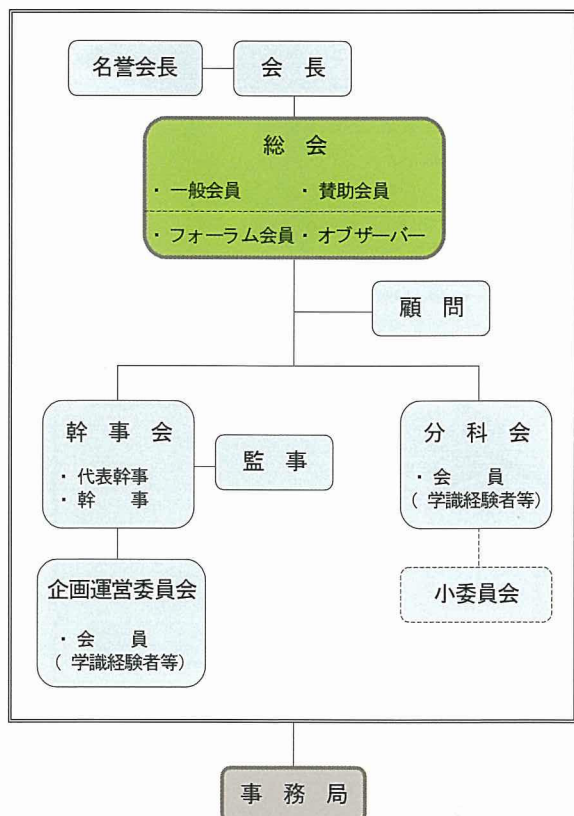 名誉会長
会 長
総 会
・ 一般会員 ・ 賛助会員
・ フォーラム会員 ・ オブザーバー
顧 問
幹 事 会
・ 代表幹事
・ 幹 事
監 事
分 科 会
・ 会 員
( 学識経験者等)
企画運営委員会
・ 会 員
( 学識経験者等)
小委員会
事 務 局